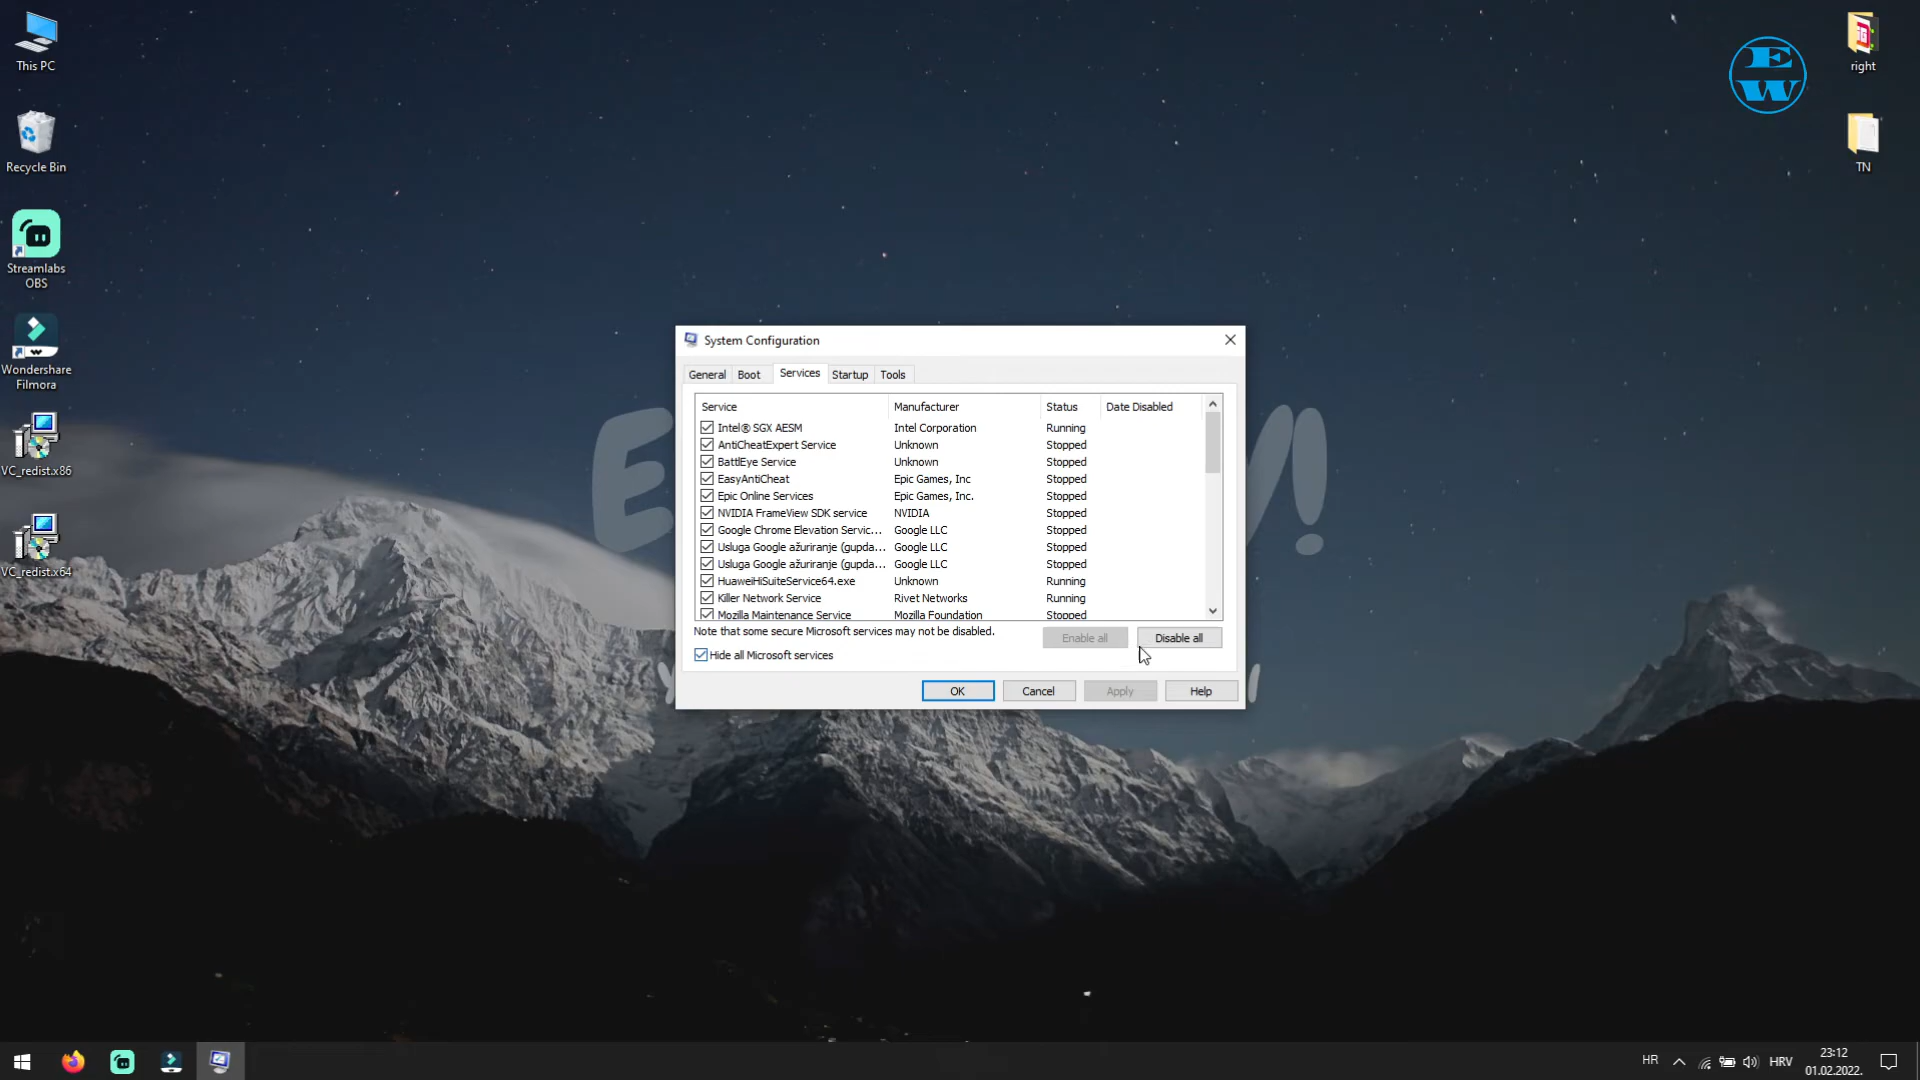 This PC
Recycle Bin
Streamlabs
OBS
Wondershare
Filmora
VC_redist.x86
VC_redist.x64
EW
right
TN
System Configuration
General Boot Services Startup Tools
Service Manufacturer Status Date Disabled
Intel® SGX AESM Intel Corporation Running
AntiCheatExpert Service Unknown Stopped
BattlEye Service Unknown Stopped
EasyAntiCheat Epic Games, Inc Stopped
Epic Online Services Epic Games, Inc. Stopped
NVIDIA FrameView SDK service NVIDIA Stopped
Google Chrome Elevation Servic... Google LLC Stopped
Usluga Google ažuriranje (gupda... Google LLC Stopped
Usluga Google ažuriranje (gupda... Google LLC Stopped
HuaweiHiSuiteService64.exe Unknown Running
Killer Network Service Rivet Networks Running
Mozilla Maintenance Service Mozilla Foundation Stopped
Note that some secure Microsoft services may not be disabled.
Enable all Disable all
Hide all Microsoft services
OK Cancel Apply Help
HR HRV 23:12
01.02.2022.